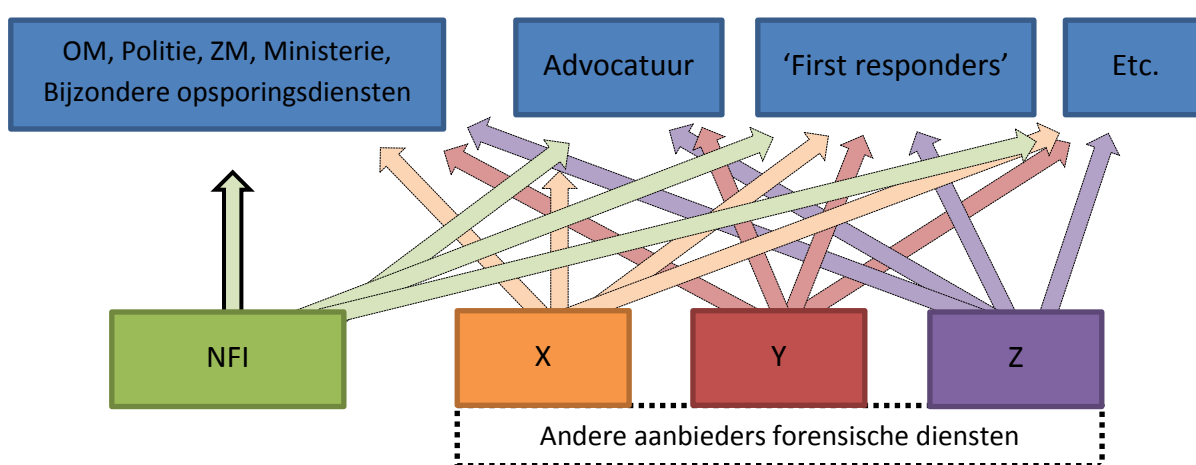 OM, Politie, ZM, Ministerie,
Bijzondere opsporingsdiensten
Advocatuur
‘First responders’
Etc.
NFI
X
Y
Z
Andere aanbieders forensische diensten